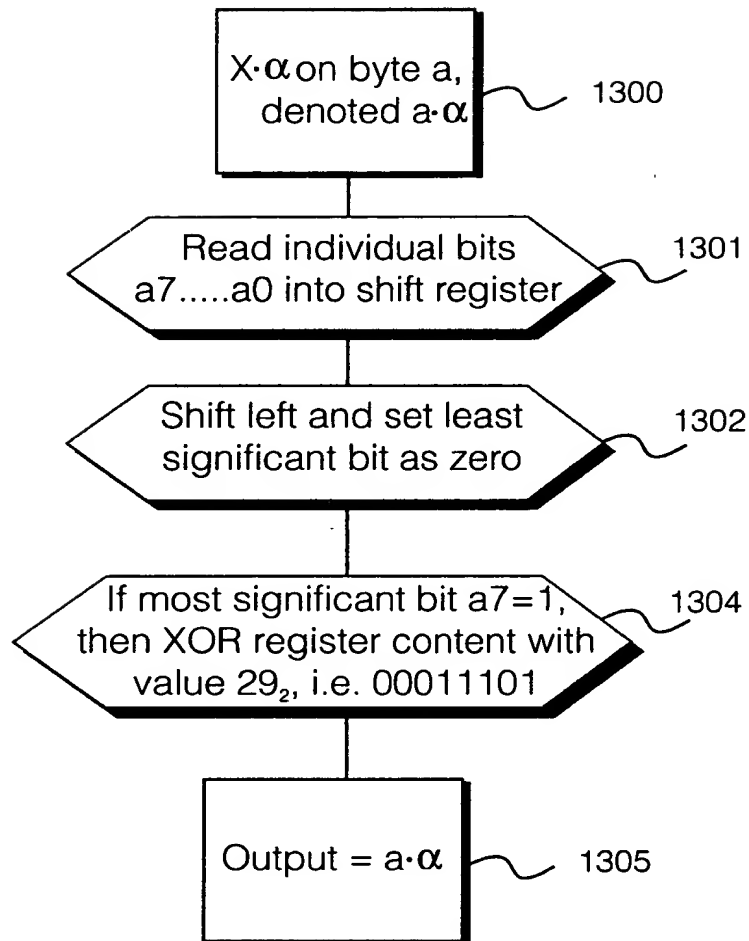 X·α on byte a,
denoted a·α
1300
Read individual bits
a7.....a0 into shift register
1301
Shift left and set least
significant bit as zero
1302
If most significant bit a7=1,
then XOR register content with
value 29₂, i.e. 00011101
1304
Output = a·α
1305